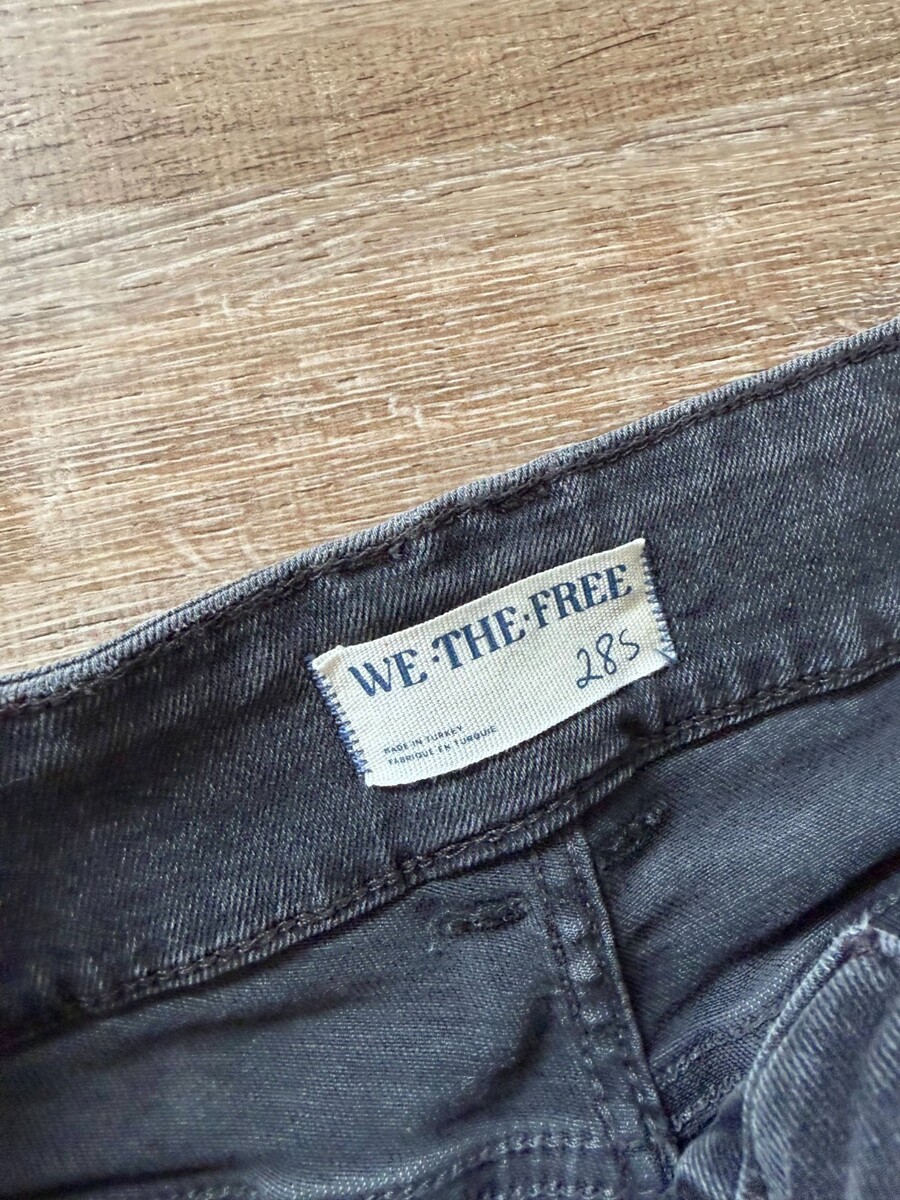 WE·THE·FREE
28S
MADE IN TURKEY
FABRIQUÉ EN TURQUIE